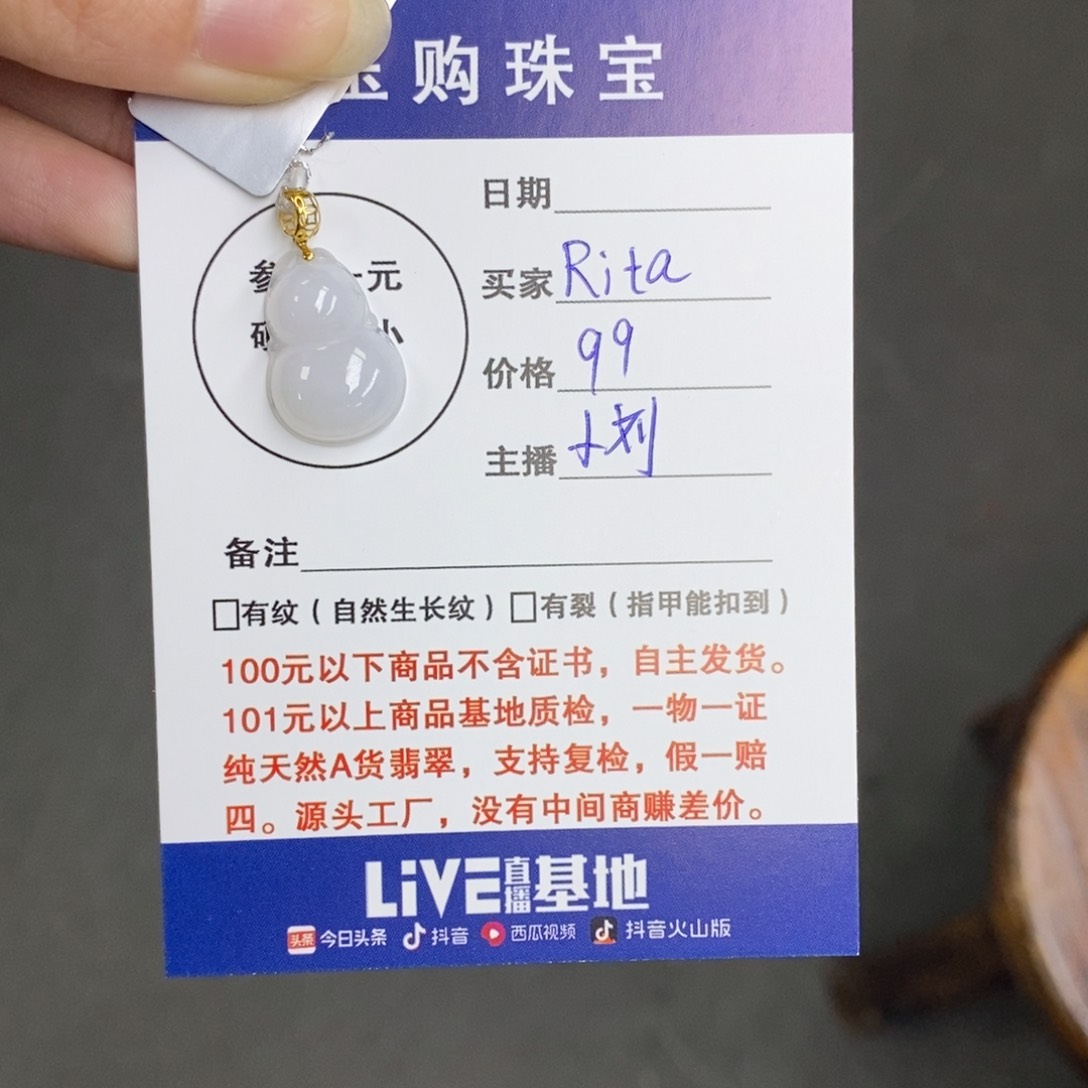 购珠宝
日期
买家 Rita
价格 99
主播 小刘
参 一元
小
备注
□有纹(自然生长纹) □有裂(指甲能扣到)
100元以下商品不含证书，自主发货。
101元以上商品基地质检，一物一证
纯天然A货翡翠，支持复检，假一赔
四。源头工厂，没有中间商赚差价。
LiVE直播基地
头条 今日头条 抖音 西瓜视频 抖音火山版